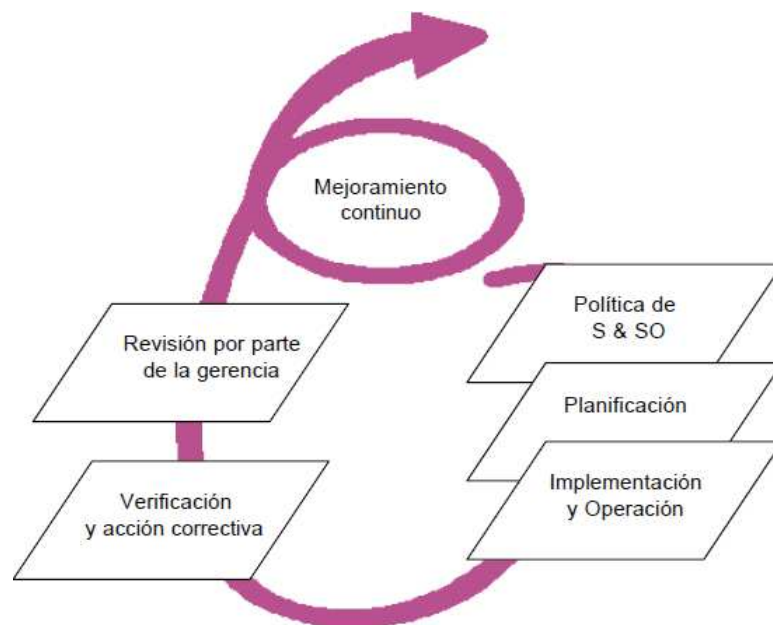 Mejoramiento
continuo
Política de
S & SO
Revisión por parte
de la gerencia
Planificación
Verificación
y acción correctiva
Implementación
y Operación